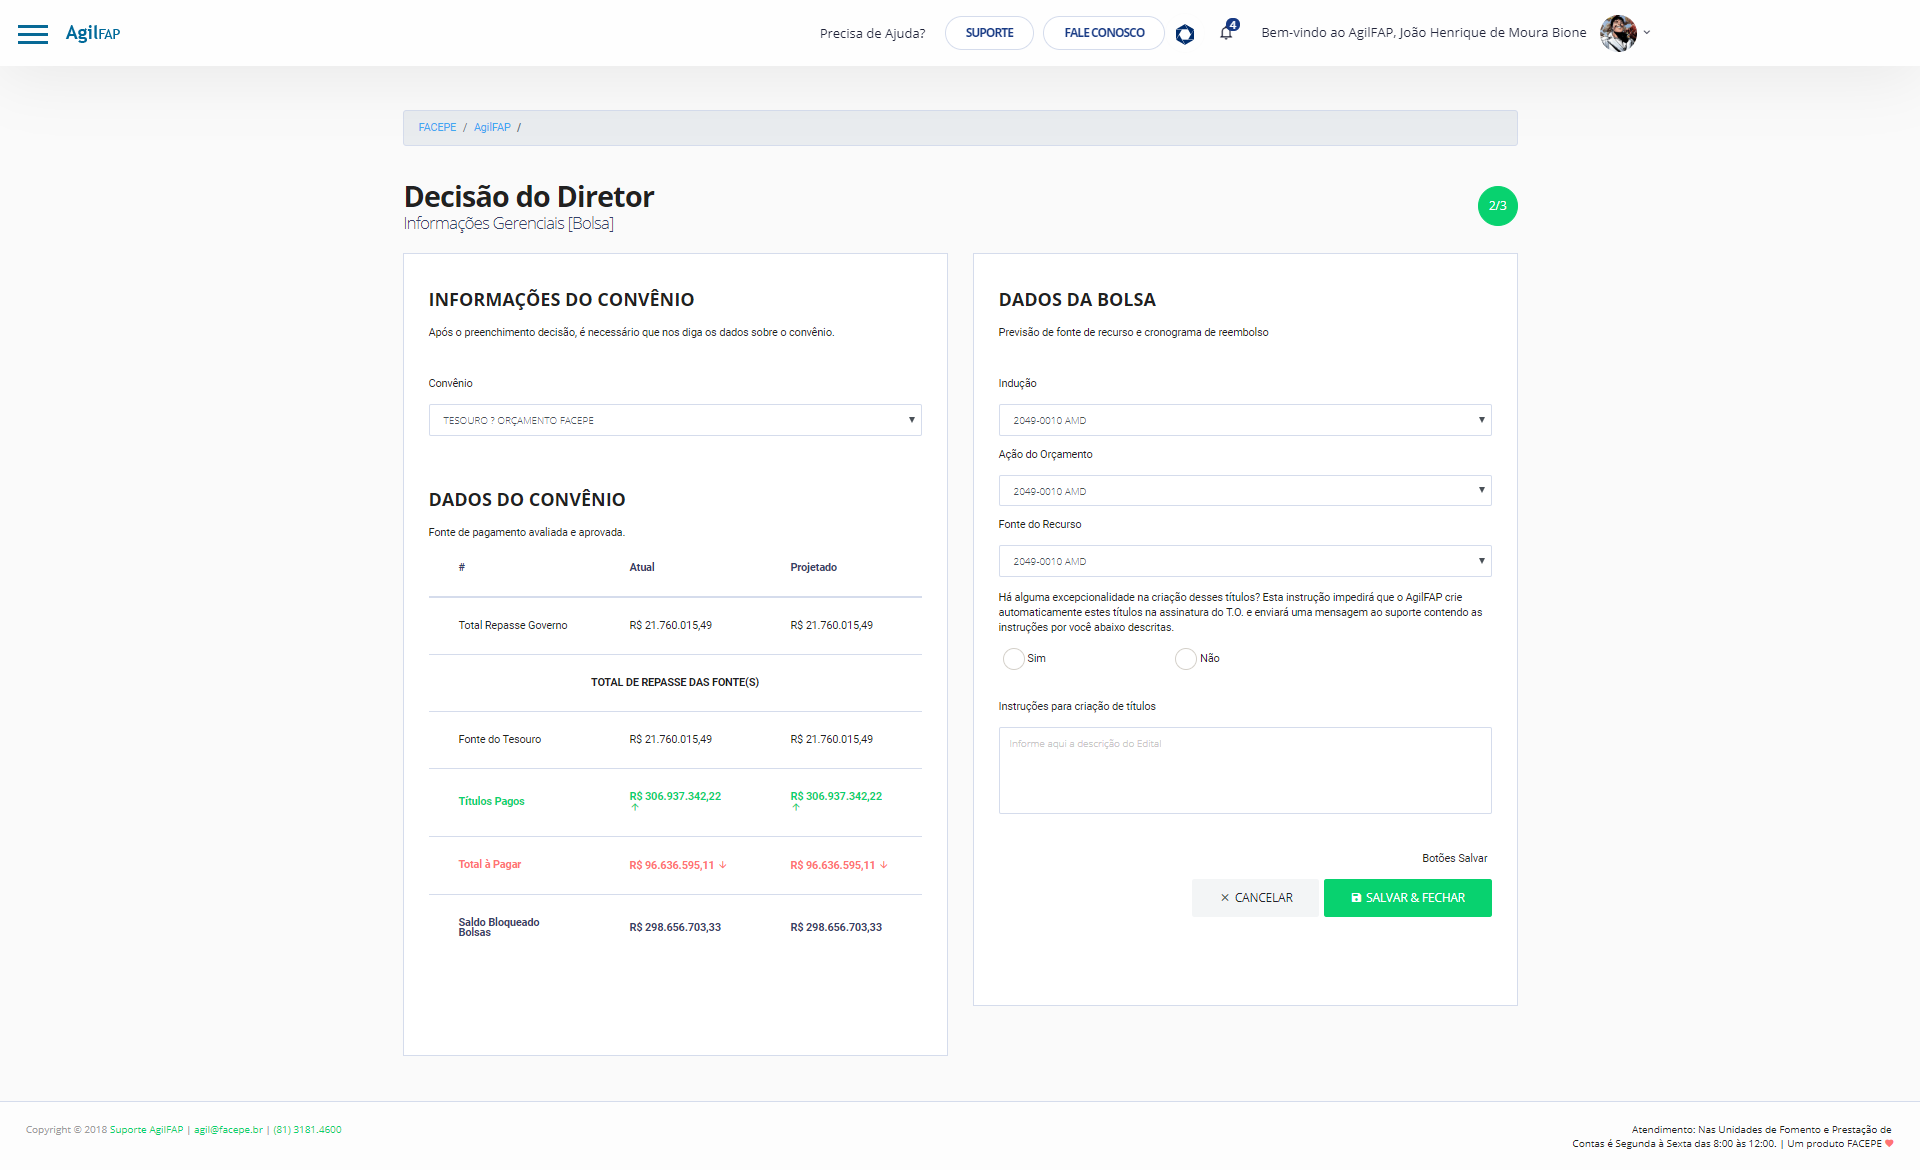 AgilFAP
Precisa de Ajuda?
SUPORTE
FALE CONOSCO
4
Bem-vindo ao AgilFAP, João Henrique de Moura Bione
FACEPE / AgilFAP /
Decisão do Diretor
Informações Gerenciais [Bolsa]
2/3
INFORMAÇÕES DO CONVÊNIO
Após o preenchimento decisão, é necessário que nos diga os dados sobre o convênio.
Convênio
TESOURO ? ORÇAMENTO FACEPE
DADOS DO CONVÊNIO
Fonte de pagamento avaliada e aprovada.
# Atual Projetado
Total Repasse Governo R$ 21.760.015,49 R$ 21.760.015,49
TOTAL DE REPASSE DAS FONTE(S)
Fonte do Tesouro R$ 21.760.015,49 R$ 21.760.015,49
Títulos Pagos R$ 306.937.342,22 ↑ R$ 306.937.342,22 ↑
Total à Pagar R$ 96.636.595,11 ↓ R$ 96.636.595,11 ↓
Saldo Bloqueado
Bolsas R$ 298.656.703,33 R$ 298.656.703,33
DADOS DA BOLSA
Previsão de fonte de recurso e cronograma de reembolso
Indução
2049-0010 AMD
Ação do Orçamento
2049-0010 AMD
Fonte do Recurso
2049-0010 AMD
Há alguma excepcionalidade na criação desses títulos? Esta instrução impedirá que o AgilFAP crie
automaticamente estes títulos na assinatura do T.O. e enviará uma mensagem ao suporte contendo as
instruções por você abaixo descritas.
Sim Não
Instruções para criação de títulos
Informe aqui a descrição do Edital
Botões Salvar
× CANCELAR
SALVAR & FECHAR
Copyright © 2018 Suporte AgilFAP | agil@facepe.br | (81) 3181.4600
Atendimento: Nas Unidades de Fomento e Prestação de
Contas é Segunda à Sexta das 8:00 às 12:00. | Um produto FACEPE ♥